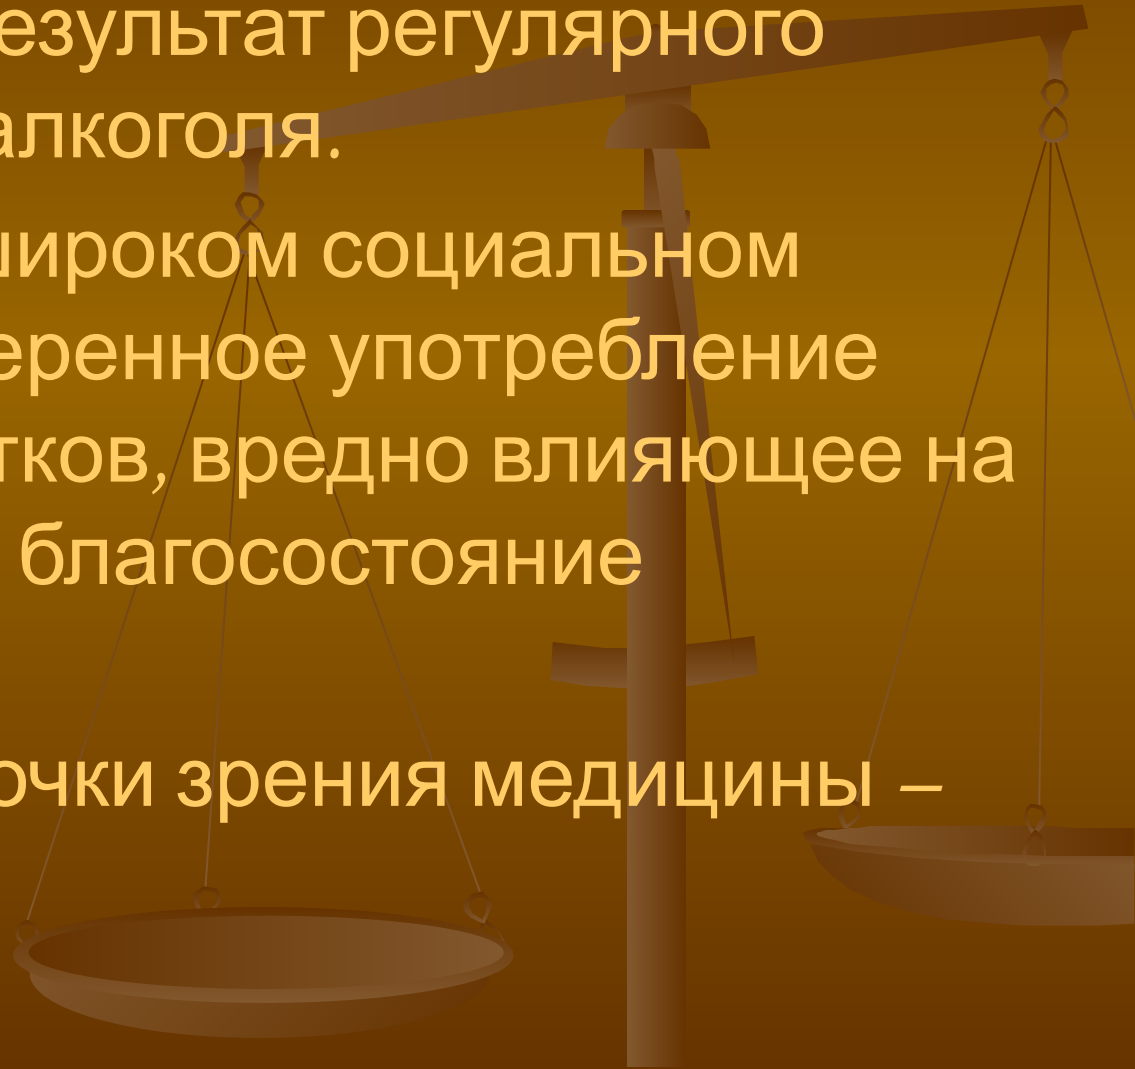 езультат регулярного
алкоголя.
широком социальном
еренное употребление
тков, вредно влияющее на
благосостояние
очки зрения медицины –